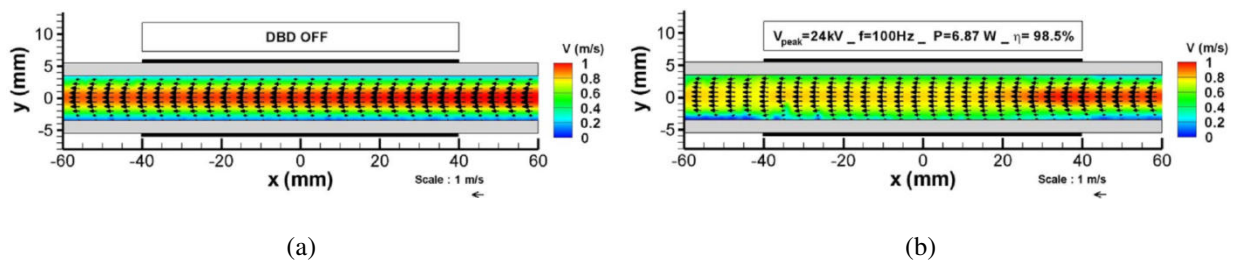 DBD OFF
V (m/s)
1
0.8
0.6
0.4
0.2
0
y (mm)
10
5
0
-5
-60 -40 -20 0 20 40 60
x (mm)
Scale : 1 m/s
(a)
Vpeak=24kV _ f=100Hz _ P=6.87 W _ η= 98.5%
V (m/s)
1
0.8
0.6
0.4
0.2
0
y (mm)
10
5
0
-5
-60 -40 -20 0 20 40 60
x (mm)
Scale : 1 m/s
(b)